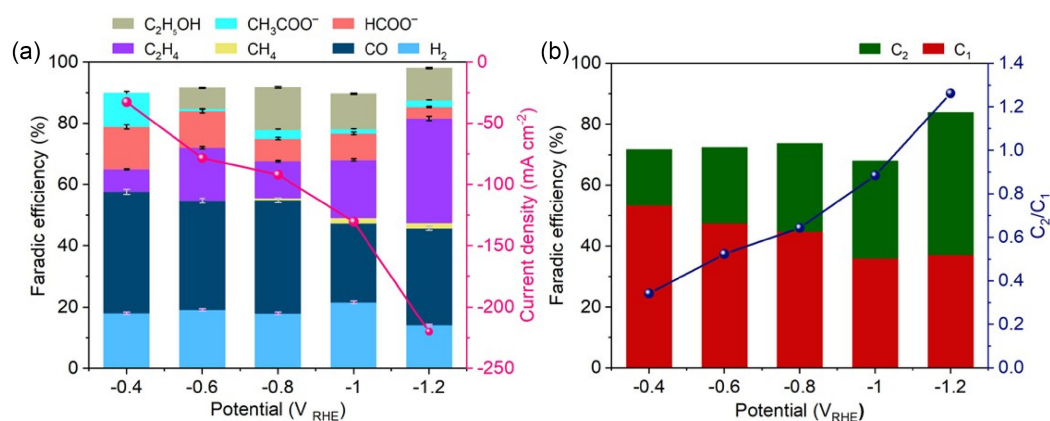 (a)
C₂H₅OH CH₃COO⁻ HCOO⁻
C₂H₄ CH₄ CO H₂
Faradic efficiency (%)
100
80
60
40
20
0
-0.4 -0.6 -0.8 -1 -1.2
Potential (V RHE)
0
-50
-100
-150
-200
-250
Current density (mA cm⁻²)
(b)
C₂ C₁
Faradic efficiency (%)
100
80
60
40
20
0
-0.4 -0.6 -0.8 -1 -1.2
Potential (V RHE)
1.4
1.2
1.0
0.8
0.6
0.4
0.2
0.0
C₂/C₁